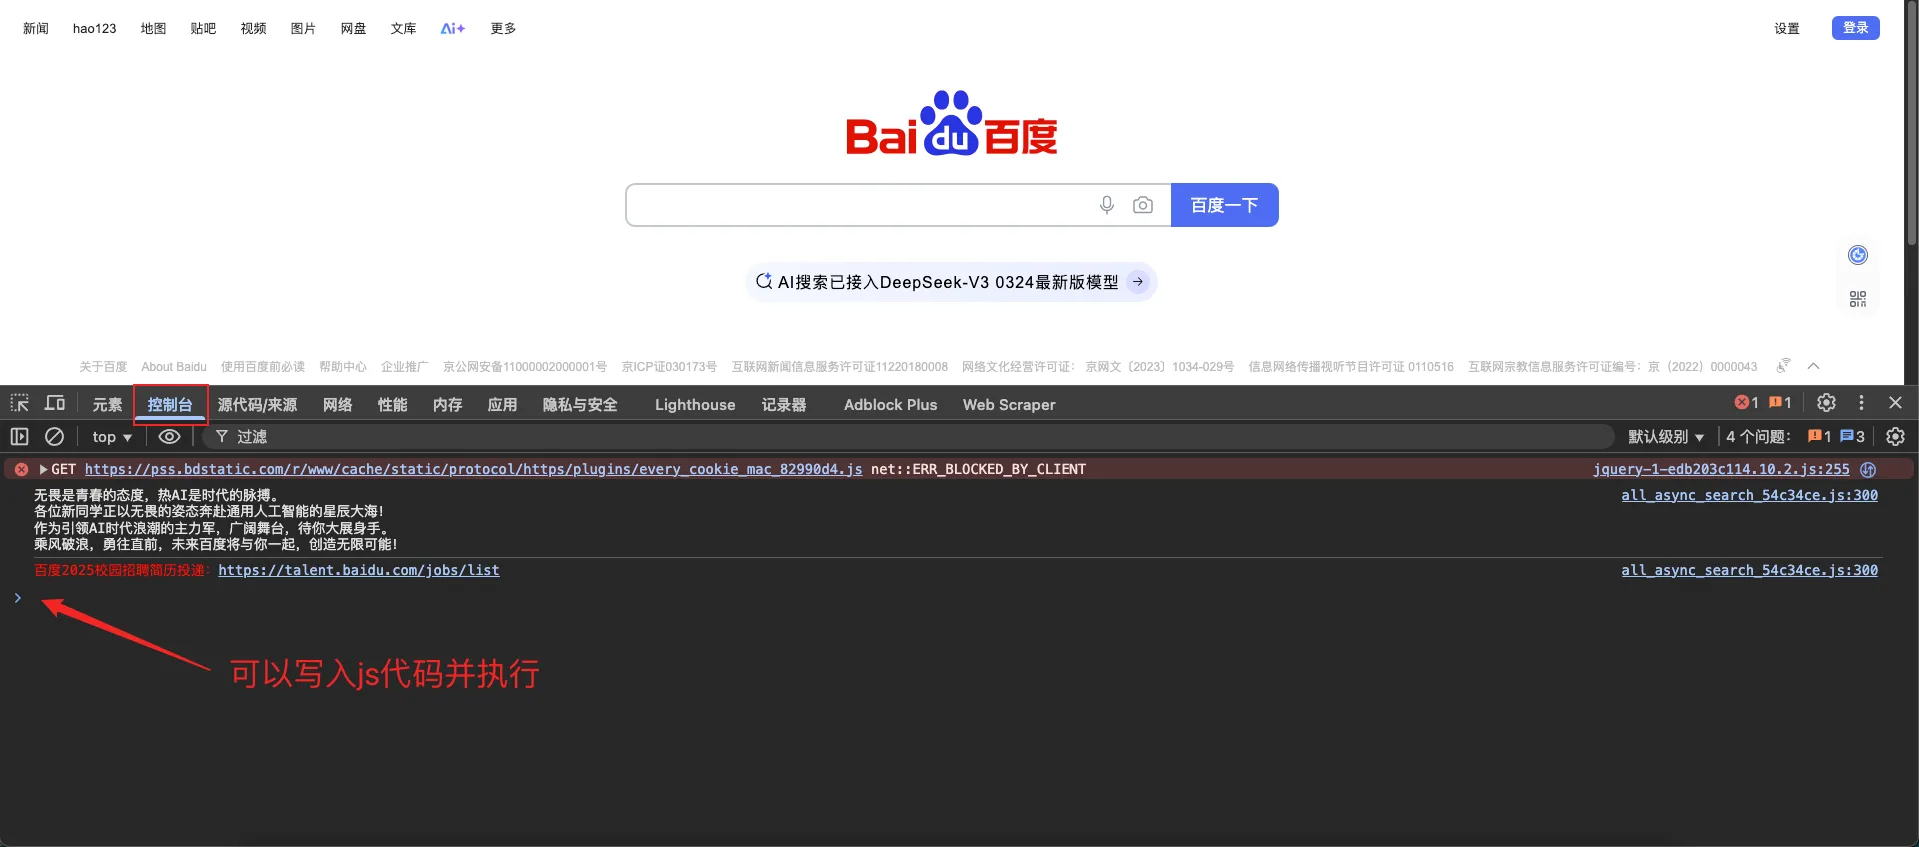 新闻 hao123 地图 贴吧 视频 图片 网盘 文库 Ai+ 更多 设置 登录
Bai du 百度
百度一下
AI搜索已接入DeepSeek-V3 0324最新版模型
关于百度 About Baidu 使用百度前必读 帮助中心 企业推广 京公网安备11000002000001号 京ICP证030173号 互联网新闻信息服务许可证11220180008 网络文化经营许可证: 京网文〔2023〕1034-029号 信息网络传播视听节目许可证 0110516 互联网宗教信息服务许可证编号:京（2022）0000043
元素 控制台 源代码/来源 网络 性能 内存 应用 隐私与安全 Lighthouse 记录器 Adblock Plus Web Scraper 1 1
top 过滤 默认级别 4 个问题: 1 3
GET https://pss.bdstatic.com/r/www/cache/static/protocol/https/plugins/every_cookie_mac_82990d4.js net::ERR_BLOCKED_BY_CLIENT jquery-1-edb203c114.10.2.js:255
无畏是青春的态度，热AI是时代的脉搏。 all_async_search_54c34ce.js:300
各位新同学正以无畏的姿态奔赴通用人工智能的星辰大海！
作为引领AI时代浪潮的主力军，广阔舞台，待你大展身手。
乘风破浪，勇往直前，未来百度将与你一起，创造无限可能！
百度2025校园招聘简历投递：https://talent.baidu.com/jobs/list all_async_search_54c34ce.js:300
可以写入js代码并执行